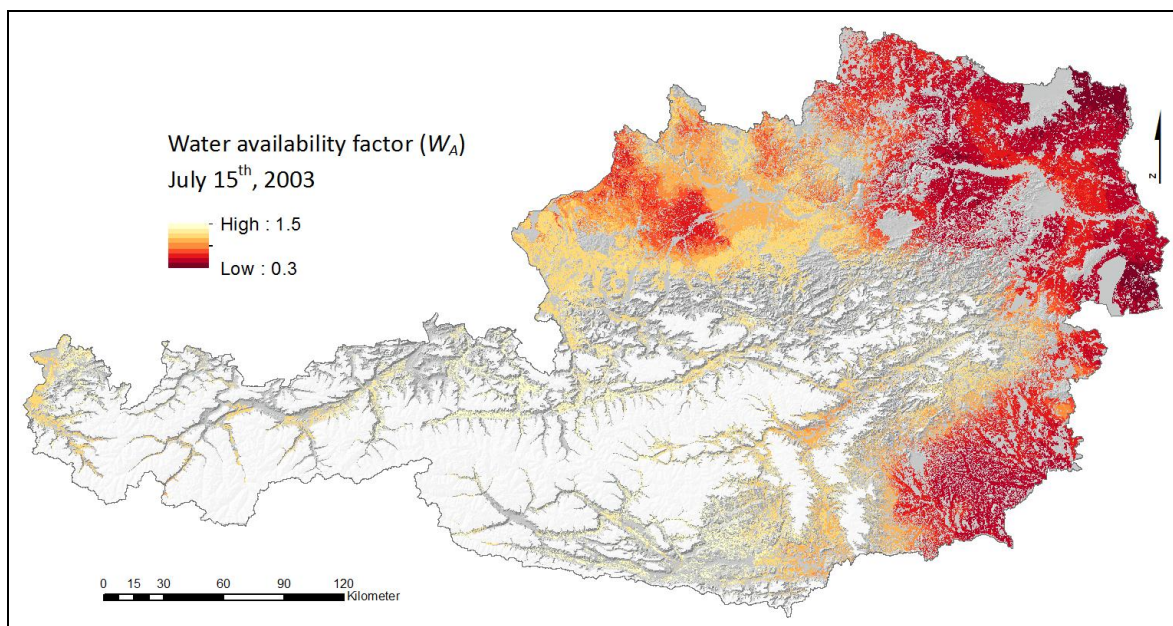 Water availability factor (W_A)
July 15th, 2003
High : 1.5
Low : 0.3
N
0 15 30 60 90 120
Kilometer